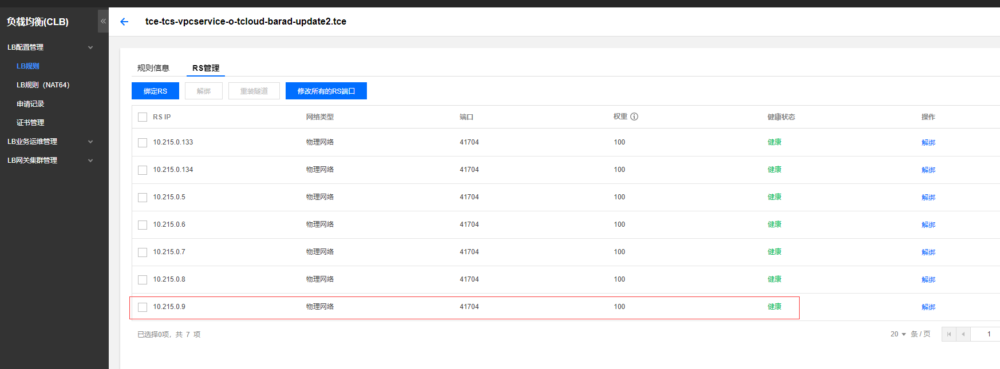 负载均衡(CLB)
«
tce-tcs-vpcservice-o-tcloud-barad-update2.tce
LB配置管理
LB规则
LB规则（NAT64）
申请记录
证书管理
LB业务运维管理
LB网关集群管理
规则信息 RS管理
绑定RS 解绑 重装隧道 修改所有的RS端口
RS IP 网络类型 端口 权重 健康状态 操作
10.215.0.133 物理网络 41704 100 健康 解绑
10.215.0.134 物理网络 41704 100 健康 解绑
10.215.0.5 物理网络 41704 100 健康 解绑
10.215.0.6 物理网络 41704 100 健康 解绑
10.215.0.7 物理网络 41704 100 健康 解绑
10.215.0.8 物理网络 41704 100 健康 解绑
10.215.0.9 物理网络 41704 100 健康 解绑
已选择0项，共 7 项 20 条 / 页 1